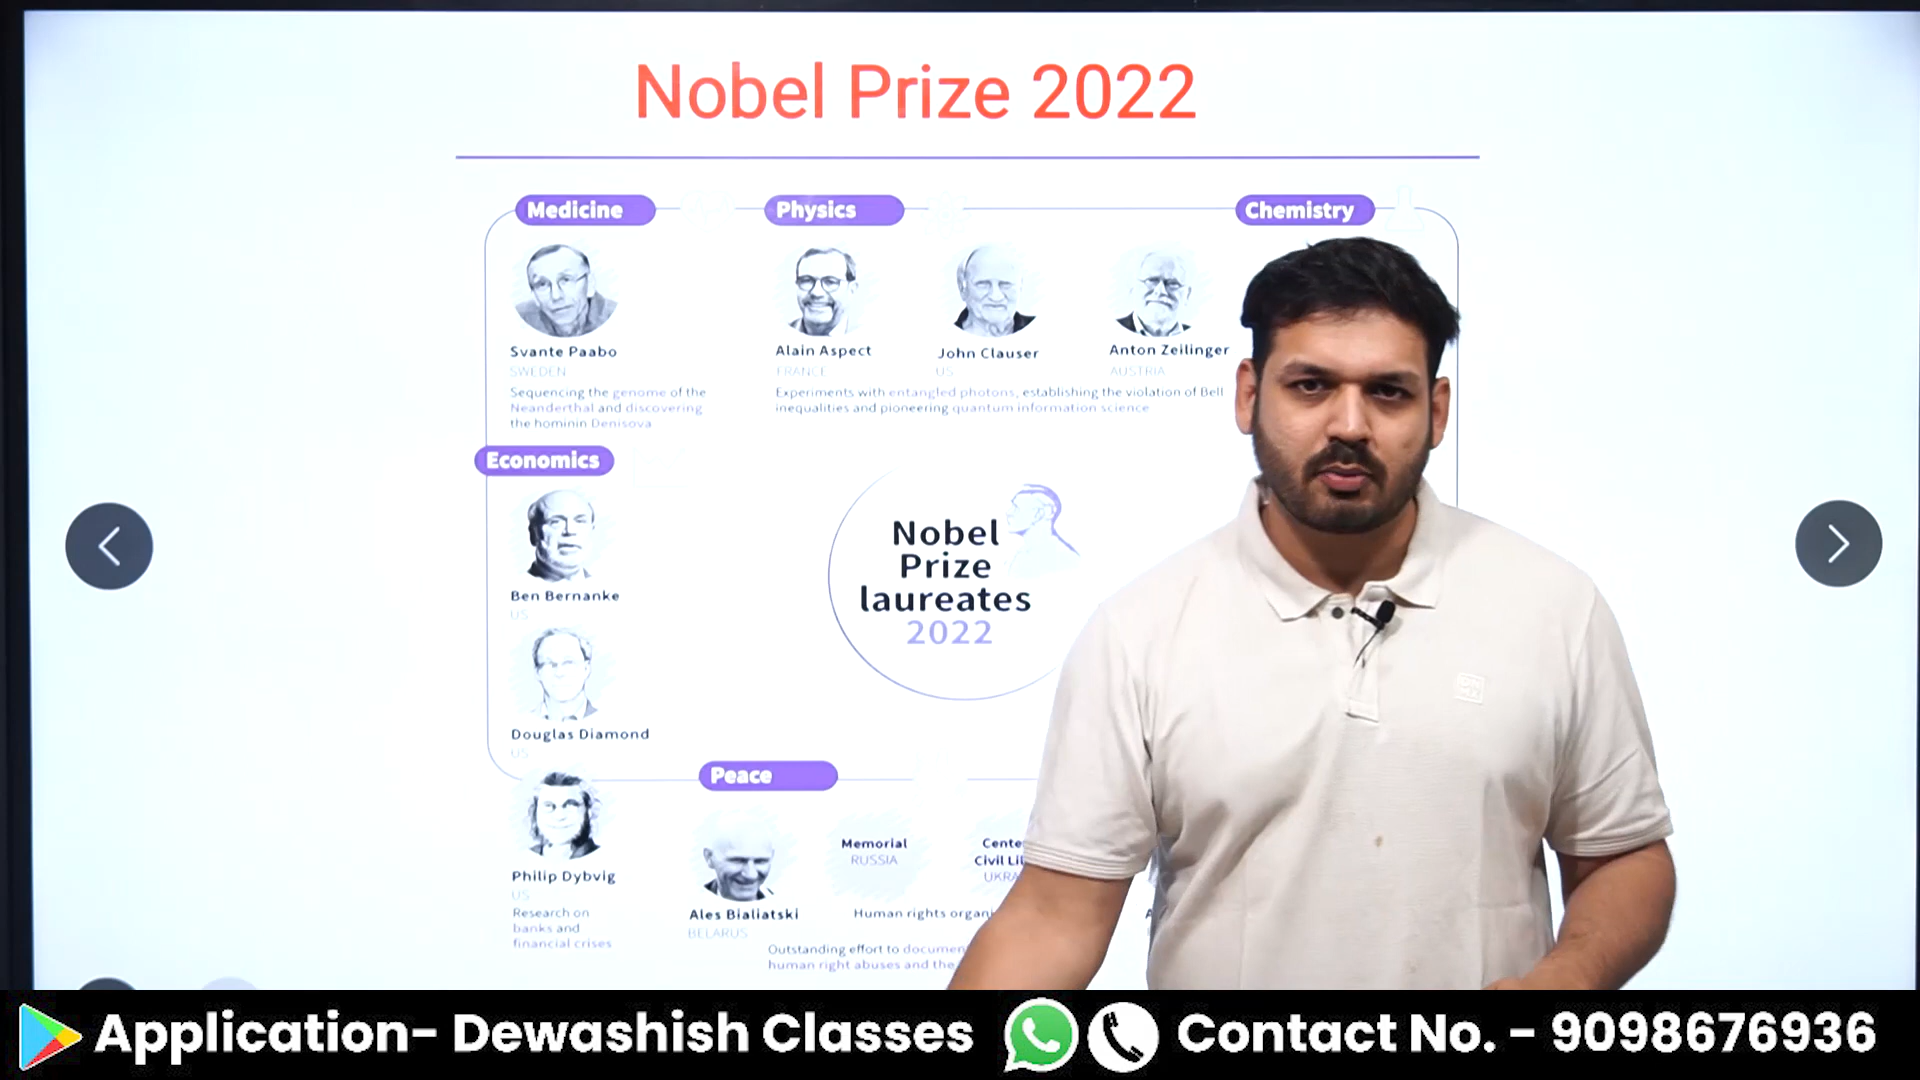 Nobel Prize 2022
Medicine
Physics
Chemistry
Svante Paabo
SWEDEN
Sequencing the genome of the
Neanderthal and discovering
the hominin Denisova
Alain Aspect
FRANCE
John Clauser
US
Anton Zeilinger
AUSTRIA
Experiments with entangled photons, establishing the violation of Bell
inequalities and pioneering quantum information science
Economics
Ben Bernanke
US
Douglas Diamond
US
Philip Dybvig
US
Research on
banks and
financial crises
Nobel
Prize
laureates
2022
Peace
Ales Bialiatski
BELARUS
Memorial
RUSSIA
Civil
Human rights
Outstanding effort to
human right abuses and the
Application- Dewashish Classes
Contact No. - 9098676936